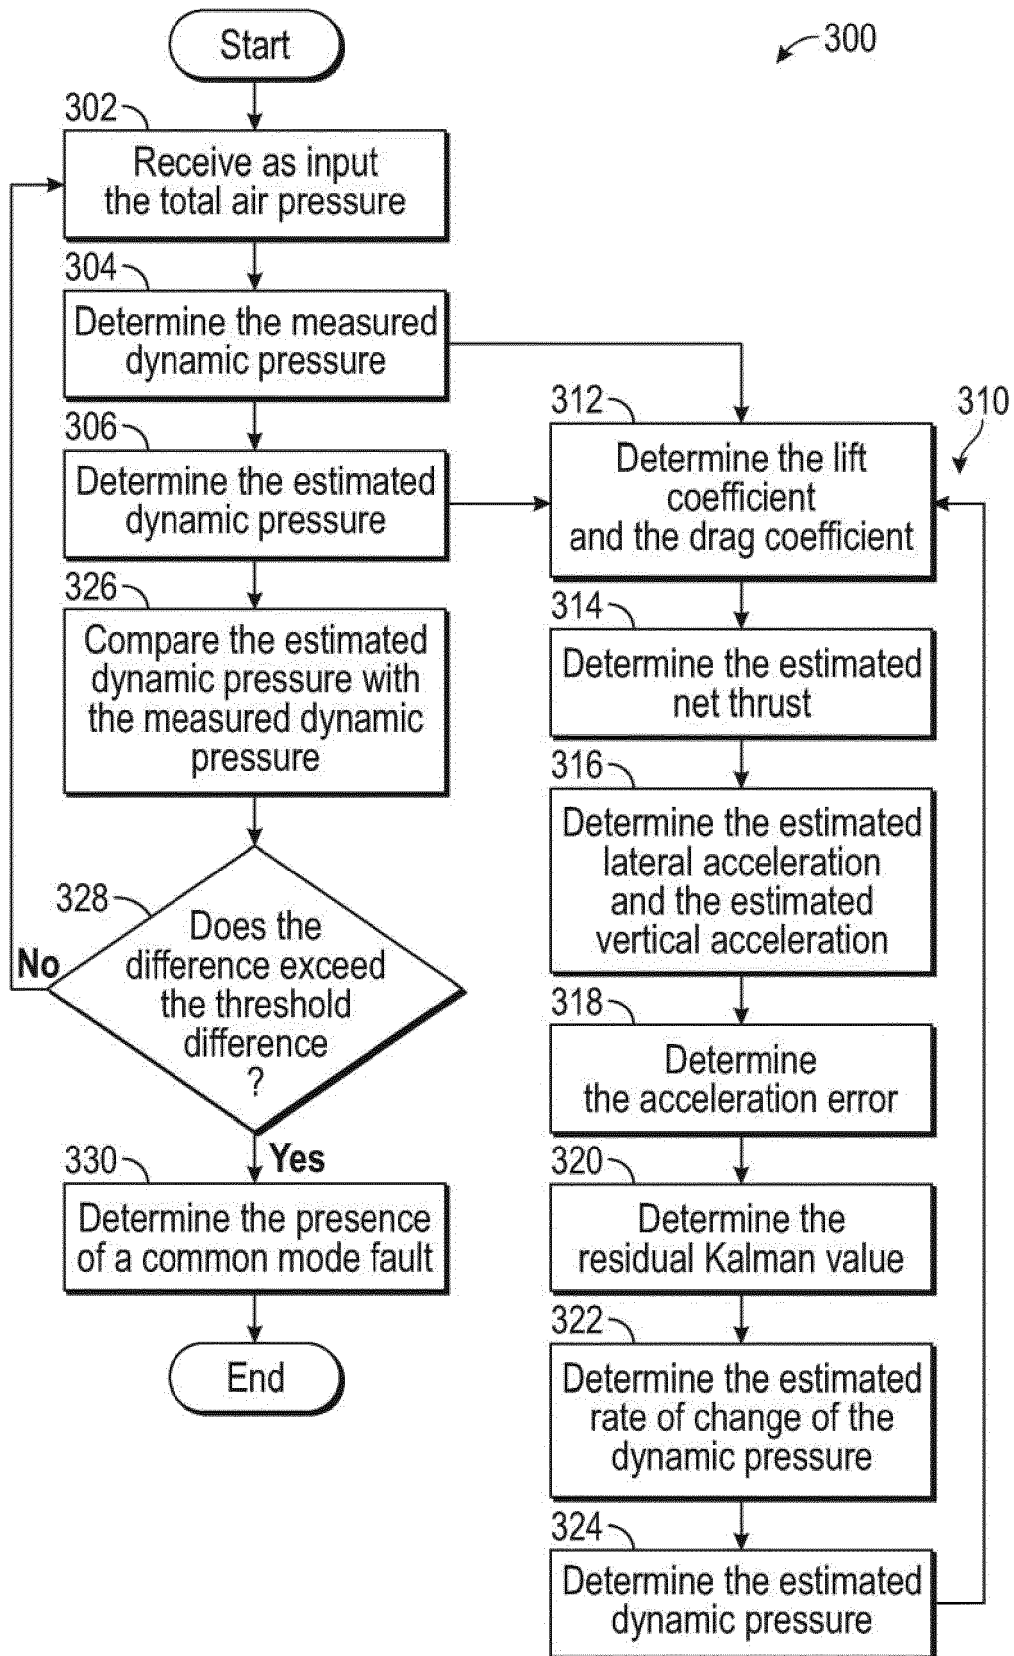 Start
300
302
Receive as input
the total air pressure
304
Determine the measured
dynamic pressure
306
Determine the estimated
dynamic pressure
326
Compare the estimated
dynamic pressure with
the measured dynamic
pressure
328
Does the
difference exceed
the threshold
difference
?
No
Yes
330
Determine the presence
of a common mode fault
End
310
312
Determine the lift
coefficient
and the drag coefficient
314
Determine the estimated
net thrust
316
Determine the estimated
lateral acceleration
and the estimated
vertical acceleration
318
Determine
the acceleration error
320
Determine the
residual Kalman value
322
Determine the estimated
rate of change of the
dynamic pressure
324
Determine the estimated
dynamic pressure